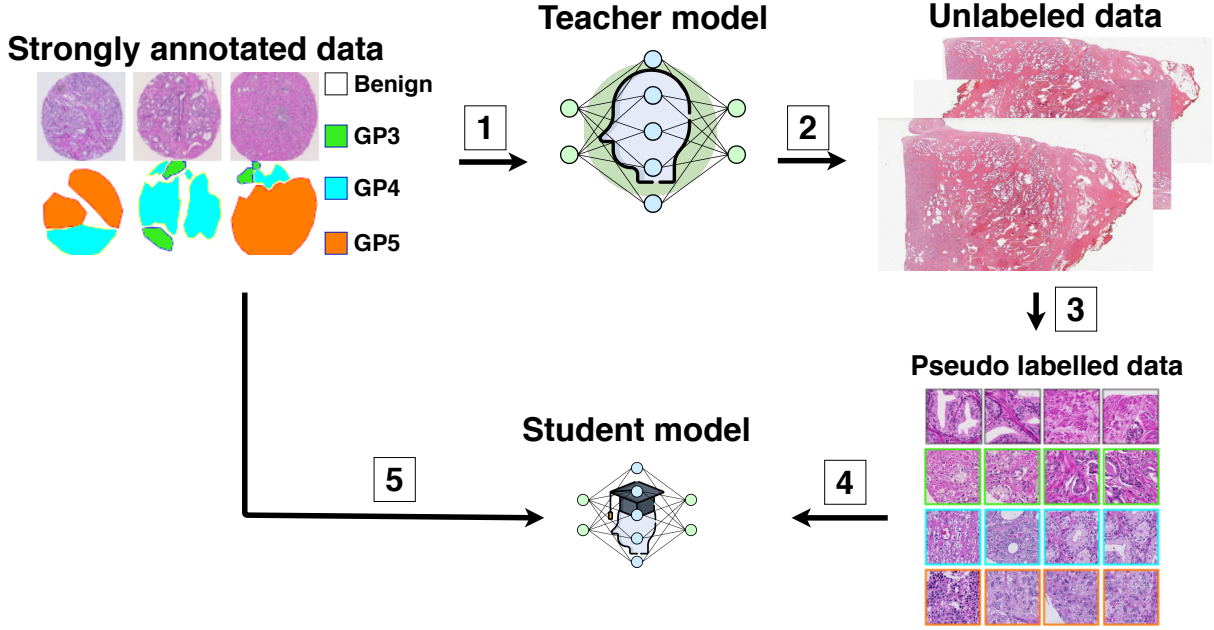 Strongly annotated data
Benign
GP3
GP4
GP5
1
Teacher model
2
Unlabeled data
3
Pseudo labelled data
4
Student model
5